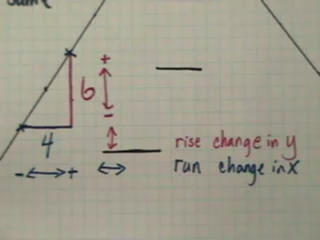 +
6
-
4
rise change in y
- +
run change in x